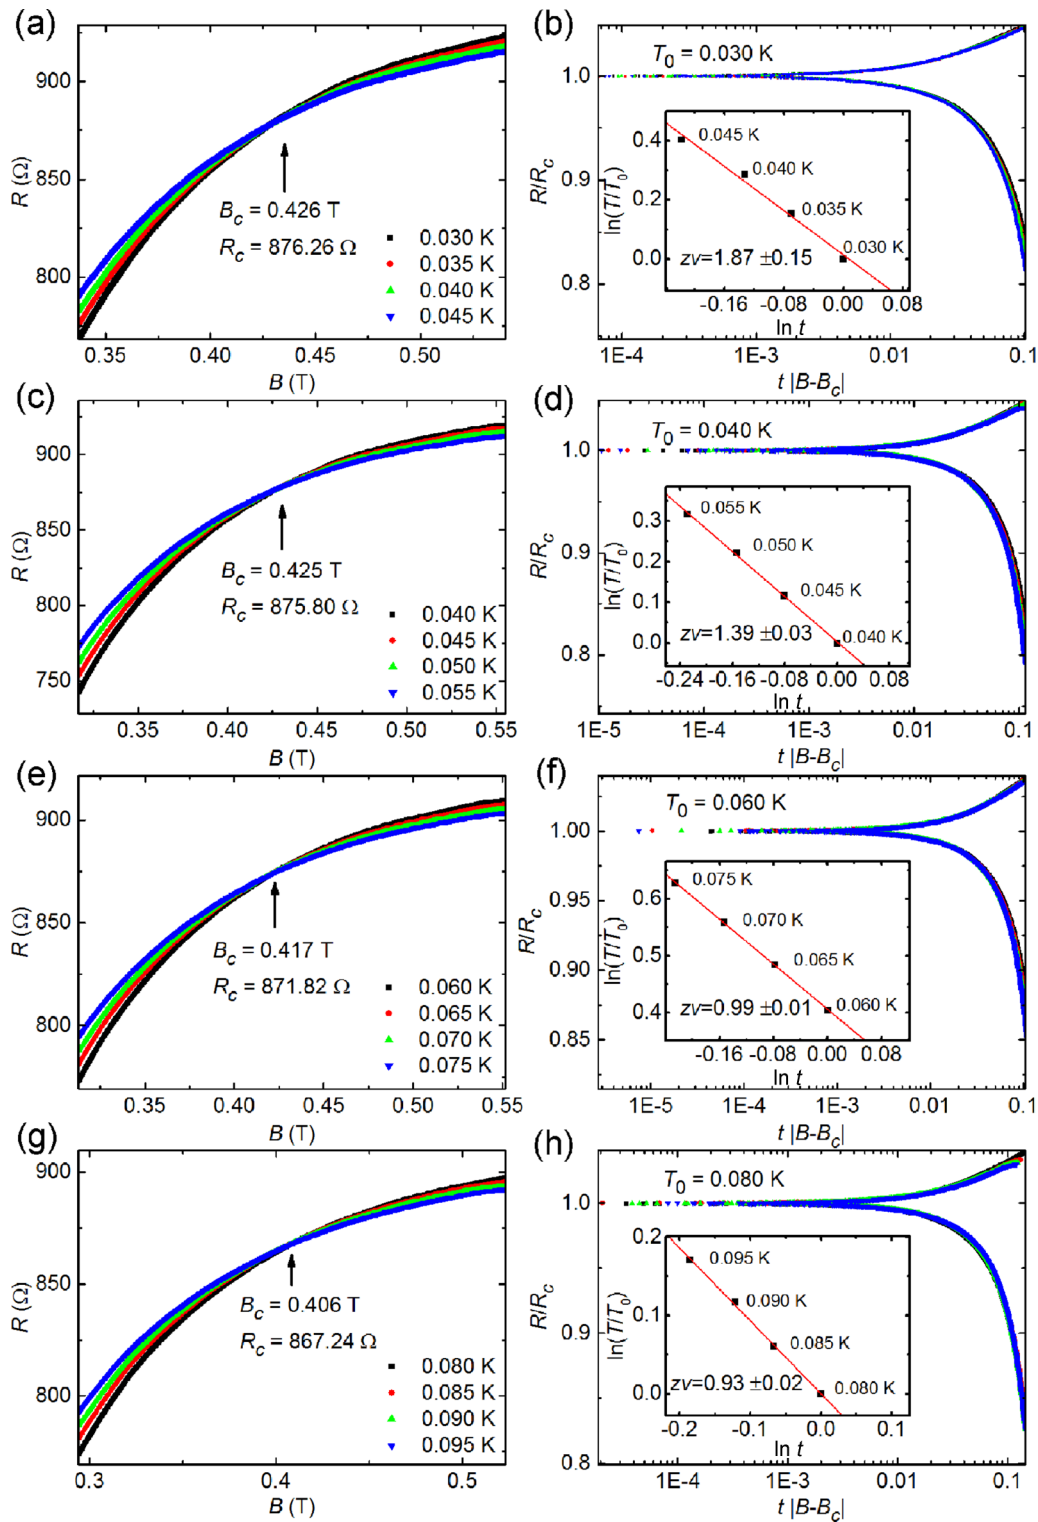 (a)
900
850
800
R (Ω)
0.35
0.40
0.45
0.50
B (T)
B_c = 0.426 T
R_c = 876.26 Ω
0.030 K
0.035 K
0.040 K
0.045 K
(b)
T_0 = 0.030 K
1.0
0.9
0.8
R/R_c
1E-4
1E-3
0.01
0.1
t |B-B_c|
0.4
0.2
0.0
ln(T/T_0)
0.045 K
0.040 K
0.035 K
0.030 K
zv=1.87 ±0.15
-0.16
-0.08
0.00
0.08
ln t
(c)
900
850
800
750
R (Ω)
0.35
0.40
0.45
0.50
0.55
B (T)
B_c = 0.425 T
R_c = 875.80 Ω
0.040 K
0.045 K
0.050 K
0.055 K
(d)
T_0 = 0.040 K
1.0
0.9
0.8
R/R_c
1E-5
1E-4
1E-3
0.01
0.1
t |B-B_c|
0.3
0.2
0.1
0.0
ln(T/T_0)
0.055 K
0.050 K
0.045 K
0.040 K
zv=1.39 ±0.03
-0.24
-0.16
-0.08
0.00
0.08
ln t
(e)
900
850
800
R (Ω)
0.35
0.40
0.45
0.50
0.55
B (T)
B_c = 0.417 T
R_c = 871.82 Ω
0.060 K
0.065 K
0.070 K
0.075 K
(f)
T_0 = 0.060 K
1.00
0.95
0.90
0.85
R/R_c
1E-5
1E-4
1E-3
0.01
0.1
t |B-B_c|
0.6
0.5
0.4
ln(T/T_0)
0.075 K
0.070 K
0.065 K
0.060 K
zv=0.99 ±0.01
-0.16
-0.08
0.00
0.08
ln t
(g)
900
850
800
R (Ω)
0.3
0.4
0.5
B (T)
B_c = 0.406 T
R_c = 867.24 Ω
0.080 K
0.085 K
0.090 K
0.095 K
(h)
T_0 = 0.080 K
1.0
0.9
0.8
R/R_c
1E-4
1E-3
0.01
0.1
t |B-B_c|
0.2
0.1
0.0
ln(T/T_0)
0.095 K
0.090 K
0.085 K
0.080 K
zv=0.93 ±0.02
-0.2
-0.1
0.0
0.1
ln t